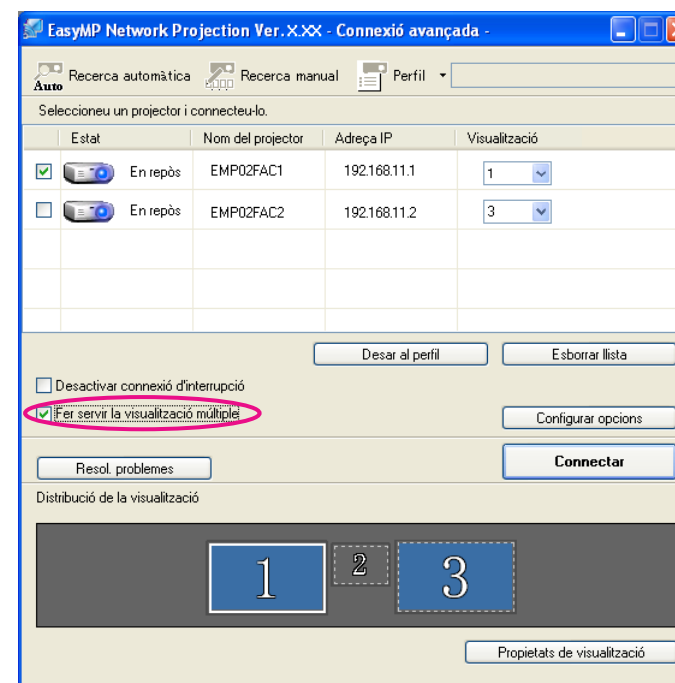 EasyMP Network Projection Ver.X.XX - Connexió avançada -
Auto Recerca automàtica Recerca manual Perfil
Seleccioneu un projector i connecteu-lo.
Estat Nom del projector Adreça IP Visualització
En repòs EMP02FAC1 192.168.11.1 1
En repòs EMP02FAC2 192.168.11.2 3
Desar al perfil Esborrar llista
Desactivar connexió d'interrupció
Fer servir la visualització múltiple
Configurar opcions
Resol. problemes Connectar
Distribució de la visualització
1 2 3
Propietats de visualització